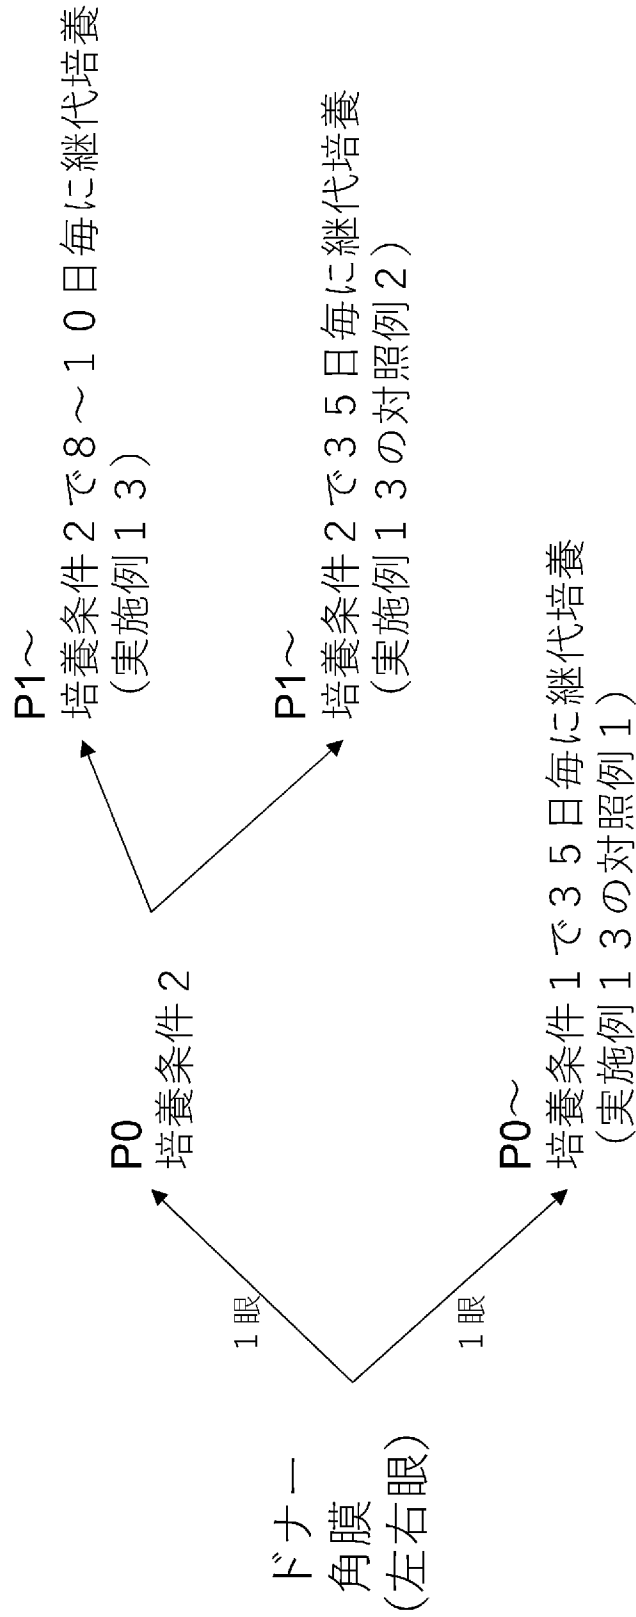 ドナー
角膜
(左右眼)
1眼
1眼
P0
培養条件2
P0～
培養条件1で35日毎に継代培養
(実施例13の対照例1)
P1～
培養条件2で8～10日毎に継代培養
(実施例13)
P1～
培養条件2で35日毎に継代培養
(実施例13の対照例2)